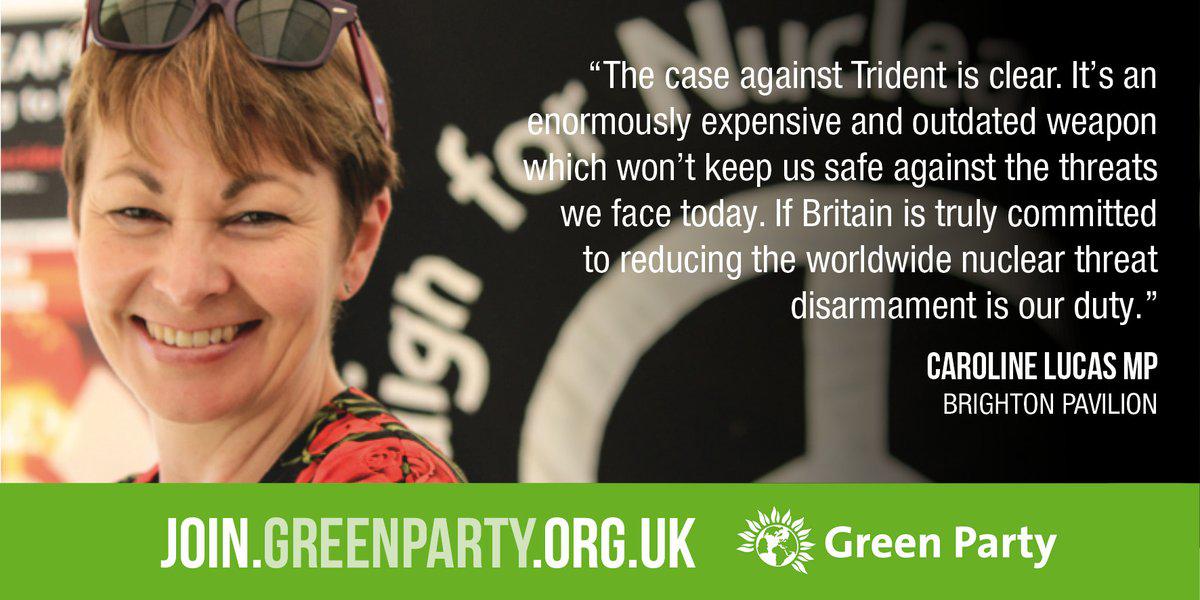 “The case against Trident is clear. It’s an
enormously expensive and outdated weapon
which won’t keep us safe against the threats
we face today. If Britain is truly committed
to reducing the worldwide nuclear threat
disarmament is our duty.”
CAROLINE LUCAS MP
BRIGHTON PAVILION
for Nuclea
JOIN.GREENPARTY.ORG.UK
Green Party